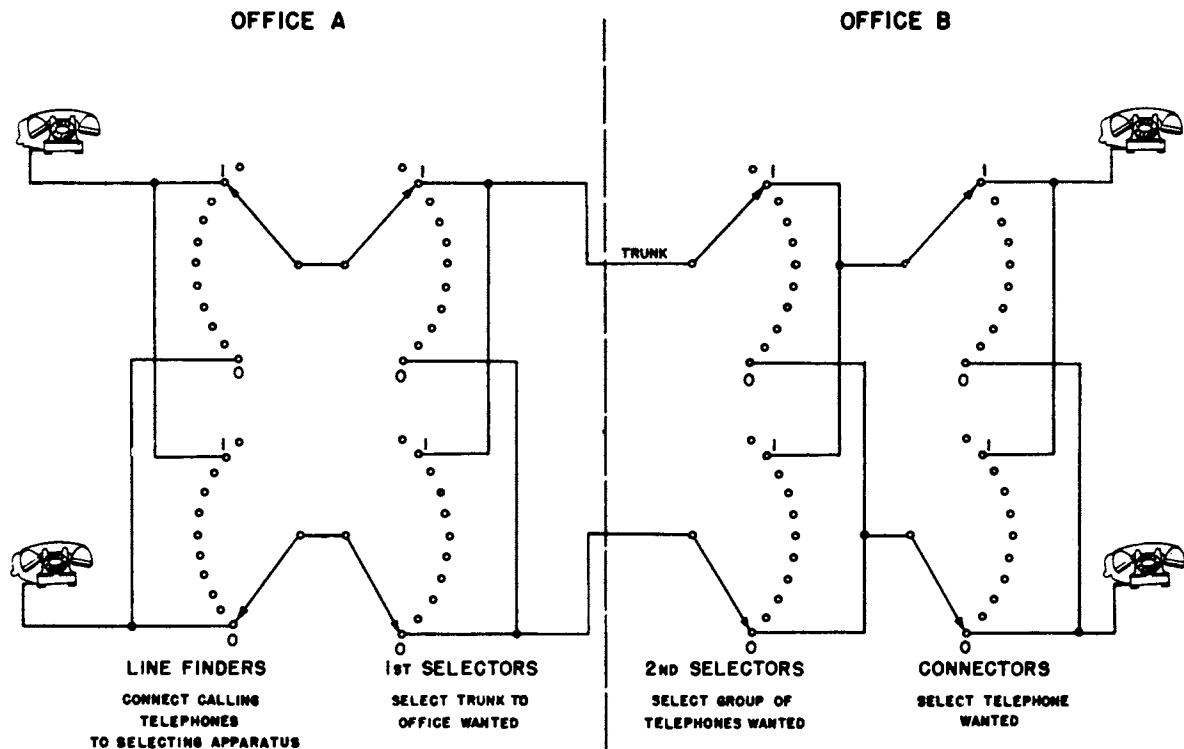 OFFICE A
OFFICE B
1
1
1
1
TRUNK
0
0
0
0
1
1
1
1
0
0
0
0
LINE FINDERS
CONNECT CALLING
TELEPHONES
TO SELECTING APPARATUS
1ST SELECTORS
SELECT TRUNK TO
OFFICE WANTED
2ND SELECTORS
SELECT GROUP OF
TELEPHONES WANTED
CONNECTORS
SELECT TELEPHONE
WANTED